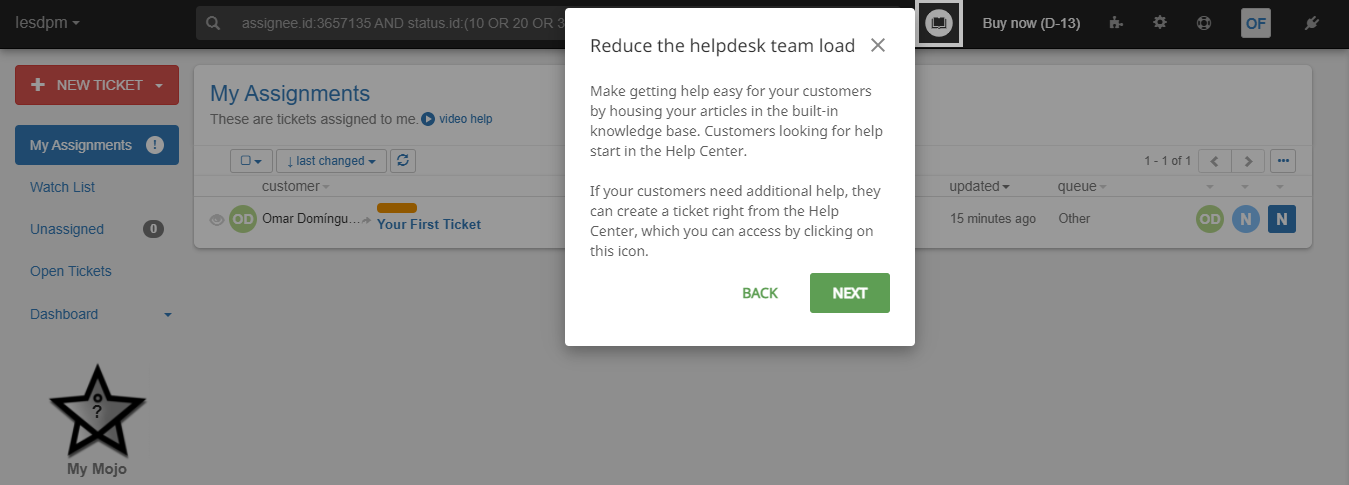 lesdpm
assignee.id:3657135 AND status.id:(10 OR 20 OR 3
Buy now (D-13)
OF
NEW TICKET
My Assignments !
Watch List
Unassigned 0
Open Tickets
Dashboard
?
My Mojo
My Assignments
These are tickets assigned to me. video help
↓ last changed
1 - 1 of 1
customer
updated
queue
OD Omar Domíngu...
Your First Ticket
15 minutes ago
Other
OD N N
Reduce the helpdesk team load
Make getting help easy for your customers
by housing your articles in the built-in
knowledge base. Customers looking for help
start in the Help Center.
If your customers need additional help, they
can create a ticket right from the Help
Center, which you can access by clicking on
this icon.
BACK
NEXT